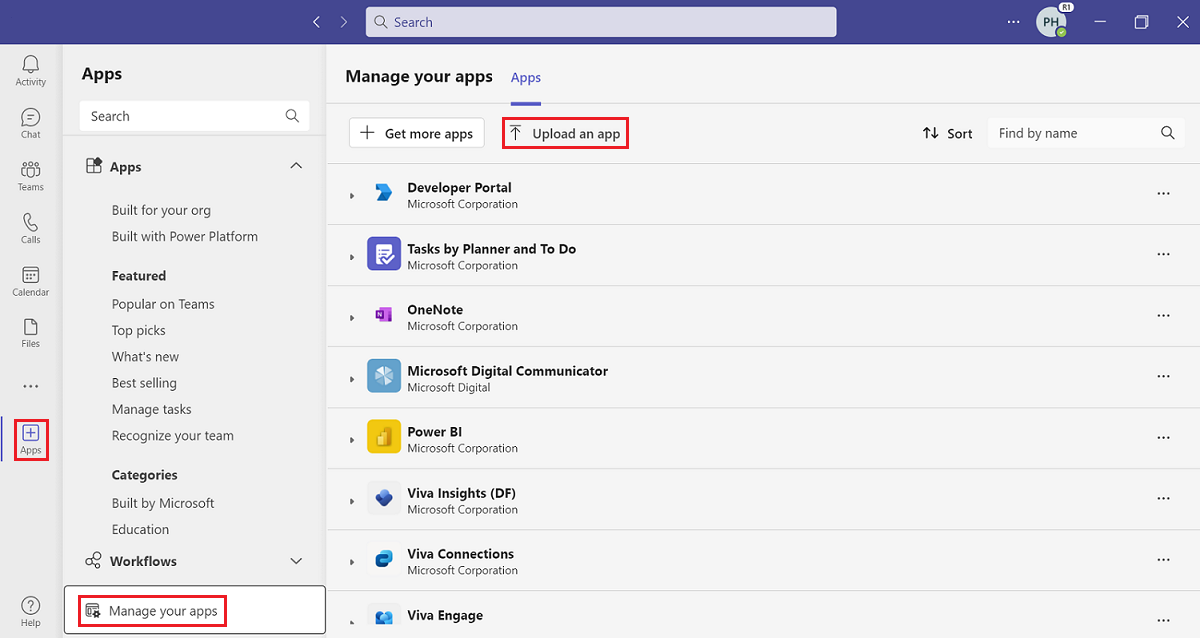 Search
PH
R1
Activity
Chat
Teams
Calls
Calendar
Files
Apps
Help
Apps
Search
Apps
Built for your org
Built with Power Platform
Featured
Popular on Teams
Top picks
What's new
Best selling
Manage tasks
Recognize your team
Categories
Built by Microsoft
Education
Workflows
Manage your apps
Manage your apps Apps
Get more apps Upload an app Sort Find by name
Developer Portal
Microsoft Corporation
Tasks by Planner and To Do
Microsoft Corporation
OneNote
Microsoft Corporation
Microsoft Digital Communicator
Microsoft Digital
Power BI
Microsoft Corporation
Viva Insights (DF)
Microsoft Corporation
Viva Connections
Microsoft Corporation
Viva Engage